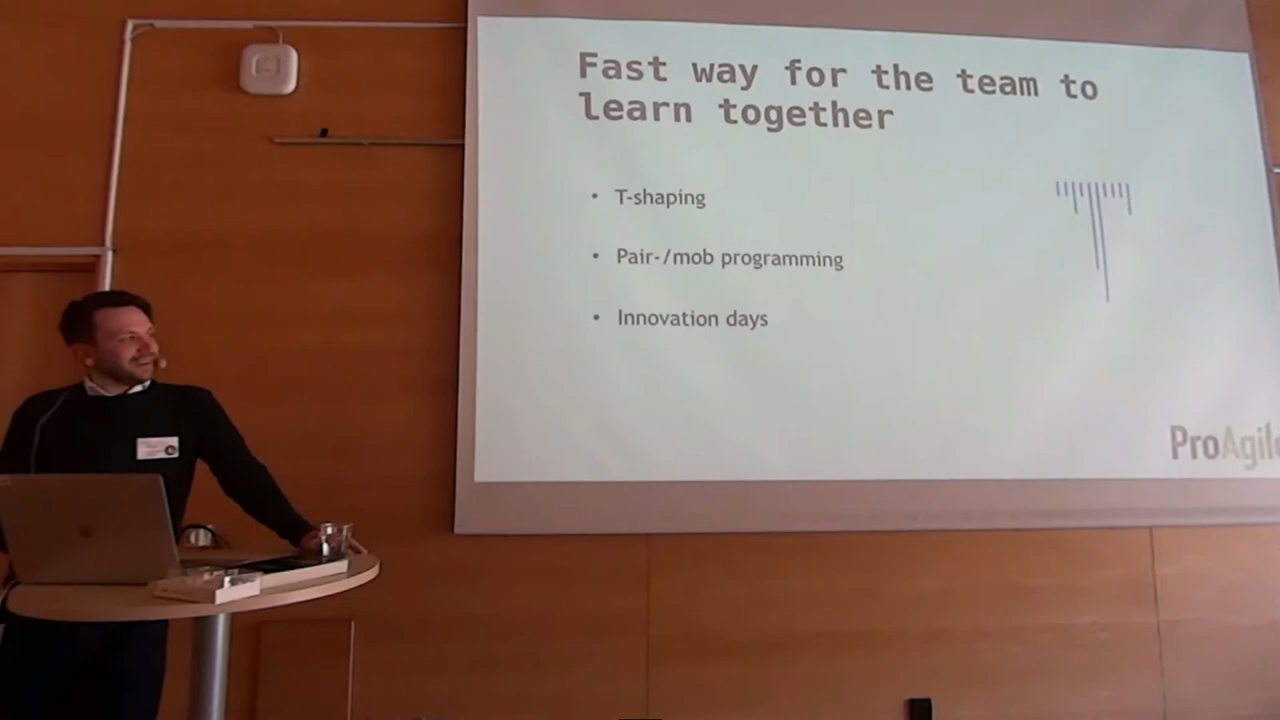 Fast way for the team to
learn together
• T-shaping
• Pair-/mob programming
• Innovation days
ProAgile